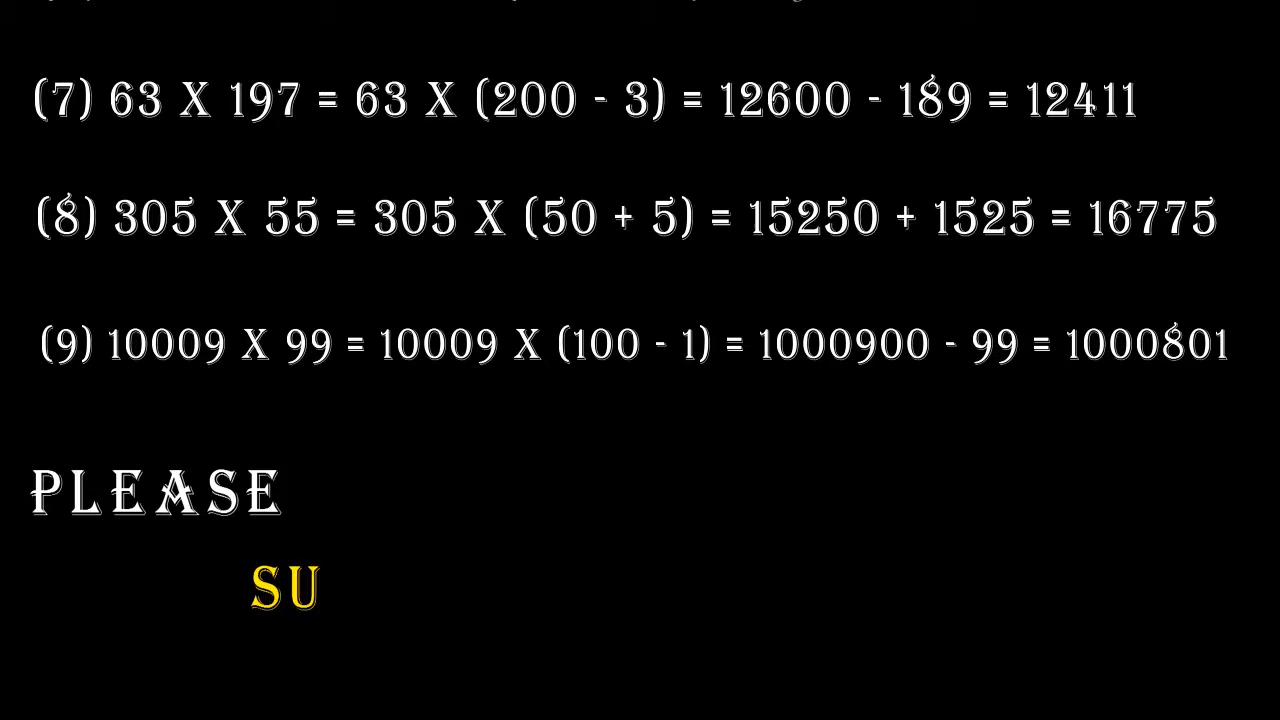 (7) 63 X 197 = 63 X (200 - 3) = 12600 - 189 = 12411
(8) 305 X 55 = 305 X (50 + 5) = 15250 + 1525 = 16775
(9) 10009 X 99 = 10009 X (100 - 1) = 1000900 - 99 = 1000801
PLEASE
SU